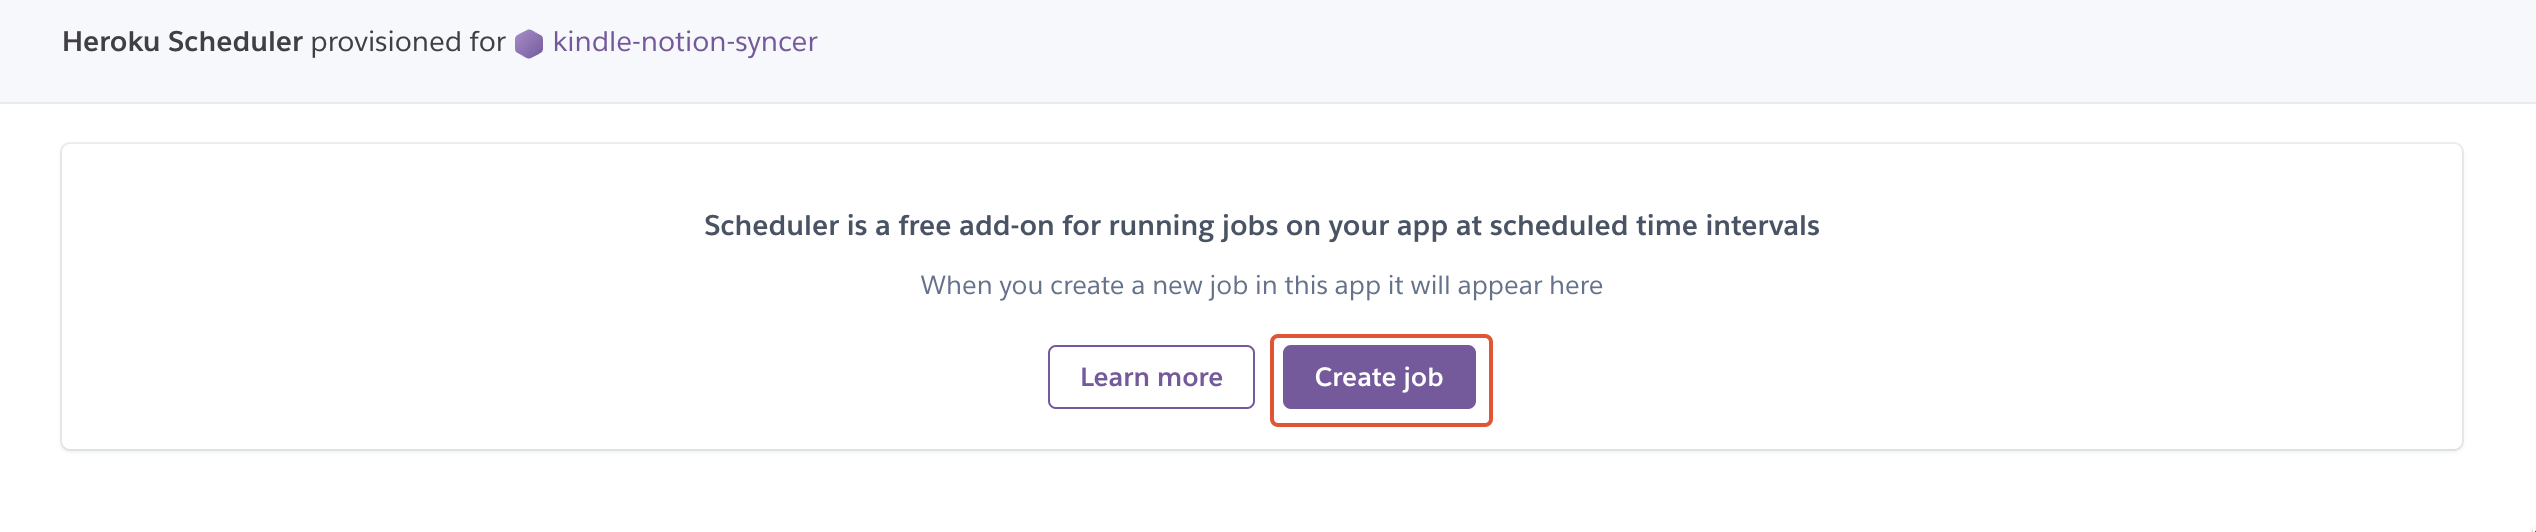 Heroku Scheduler provisioned for kindle-notion-syncer
Scheduler is a free add-on for running jobs on your app at scheduled time intervals
When you create a new job in this app it will appear here
Learn more
Create job